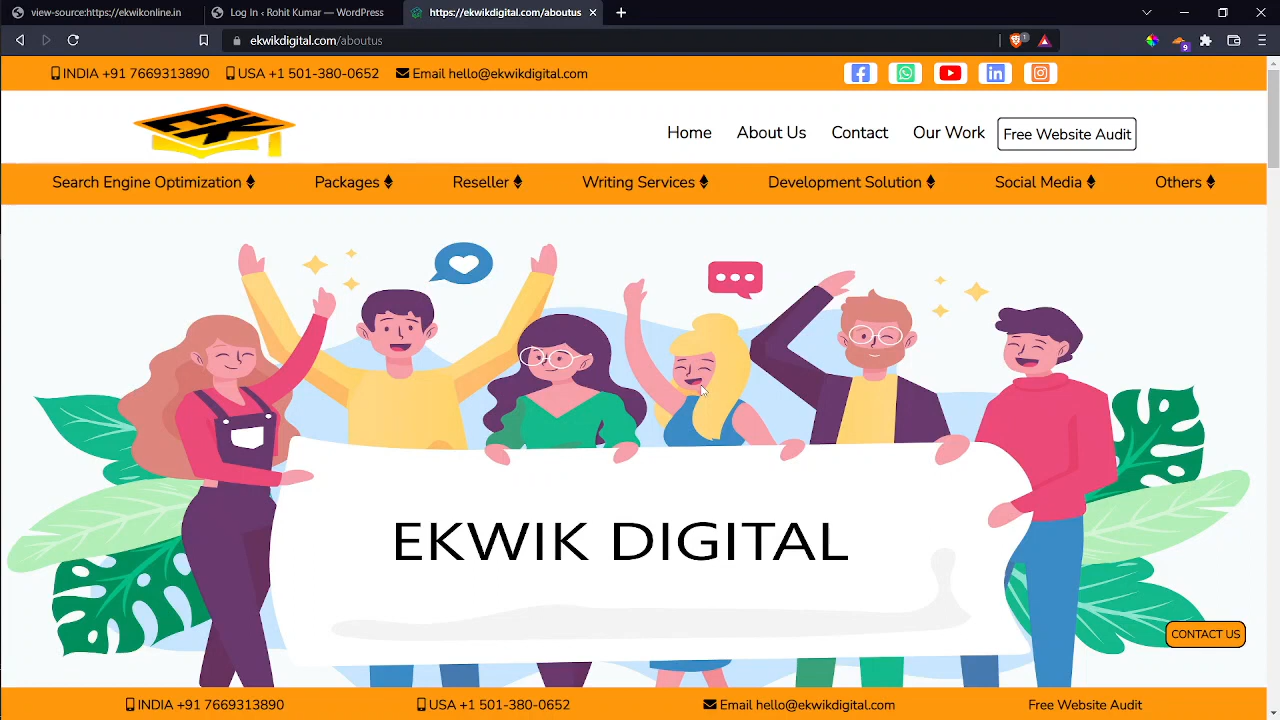 view-source:https://ekwikonline.in
Log In ‹ Rohit Kumar — WordPress
https://ekwikdigital.com/aboutus
ekwikdigital.com/aboutus
1
9
INDIA +91 7669313890
USA +1 501-380-0652
Email hello@ekwikdigital.com
EK
Home
About Us
Contact
Our Work
Free Website Audit
Search Engine Optimization
Packages
Reseller
Writing Services
Development Solution
Social Media
Others
EKWIK DIGITAL
CONTACT US
INDIA +91 7669313890
USA +1 501-380-0652
Email hello@ekwikdigital.com
Free Website Audit